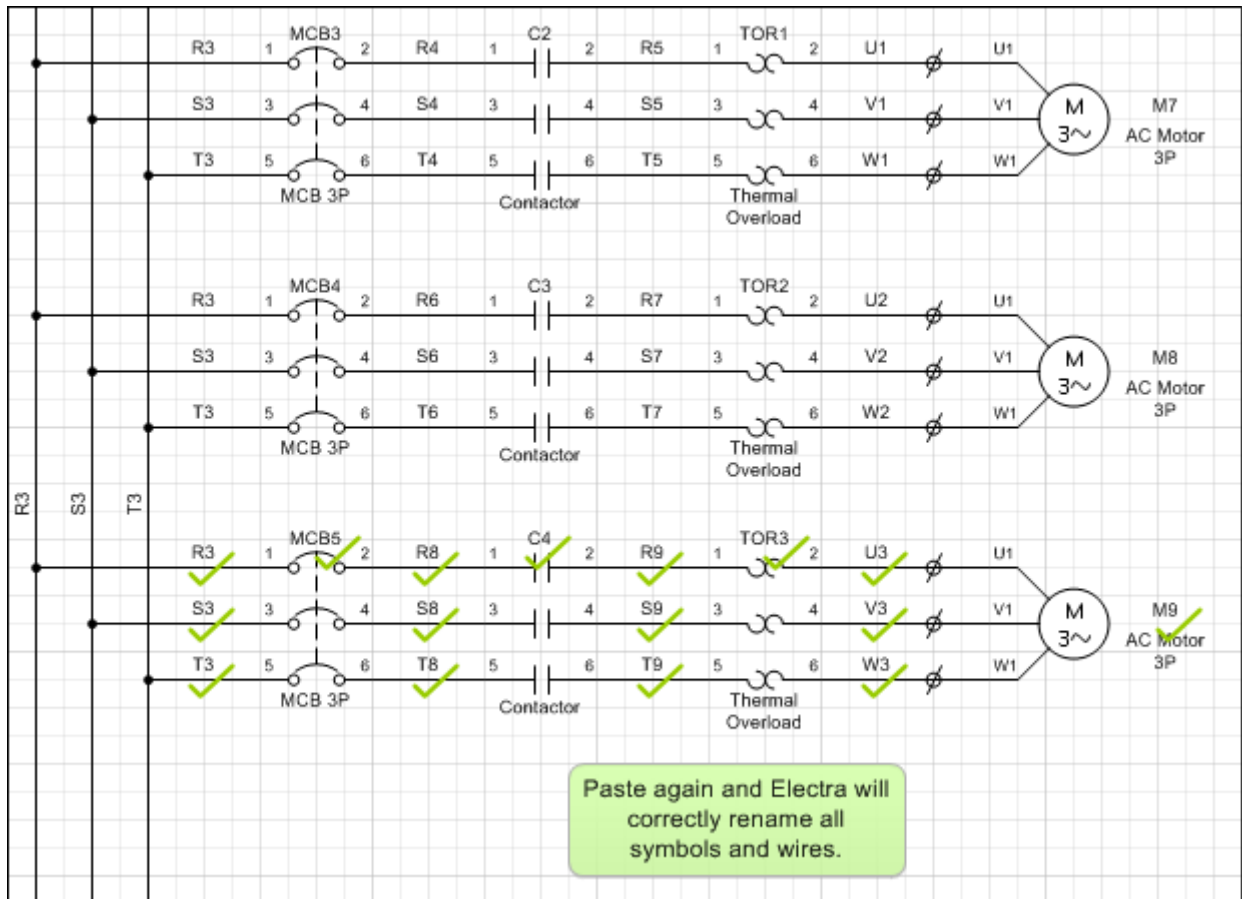 MCB3 C2 TOR1
R3 1 2 R4 1 2 R5 1 2 U1 U1
S3 3 4 S4 3 4 S5 3 4 V1 V1 M 3~ M7
AC Motor
T3 5 6 T4 5 6 T5 5 6 W1 W1 3P
MCB 3P Contactor Thermal
Overload
MCB4 C3 TOR2
R3 1 2 R6 1 2 R7 1 2 U2 U1
S3 3 4 S6 3 4 S7 3 4 V2 V1 M 3~ M8
AC Motor
T3 5 6 T6 5 6 T7 5 6 W2 W1 3P
MCB 3P Contactor Thermal
Overload
R3 S3 T3
MCB5 C4 TOR3
R3 1 2 R8 1 2 R9 1 2 U3 U1
S3 3 4 S8 3 4 S9 3 4 V3 V1 M 3~ M9
AC Motor
T3 5 6 T8 5 6 T9 5 6 W3 W1 3P
MCB 3P Contactor Thermal
Overload
Paste again and Electra will
correctly rename all
symbols and wires.